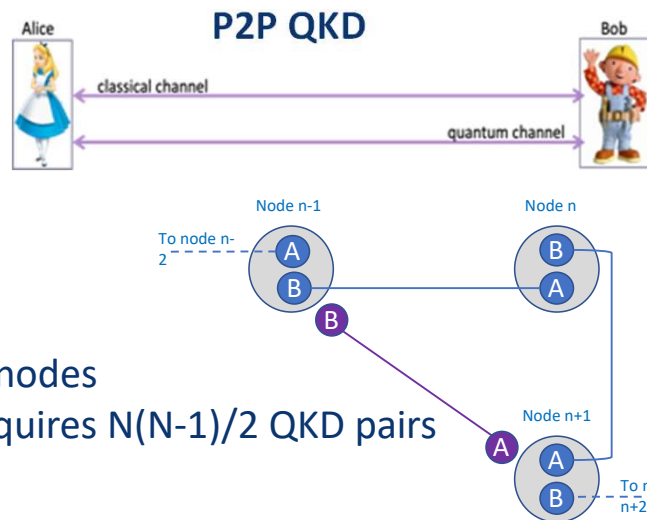 P2P QKD
Alice
Bob
classical channel
quantum channel
Node n-1
Node n
To node n-
2
A
B
B
A
B
A
nodes
quires N(N-1)/2 QKD pairs
Node n+1
A
B
To n
n+2